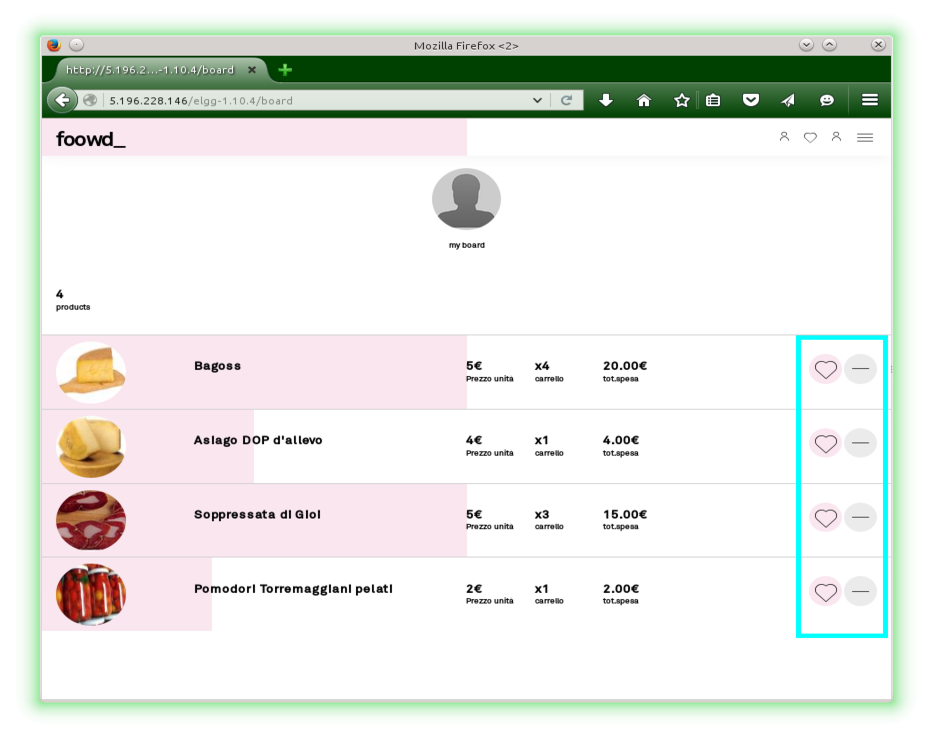 Mozilla Firefox <2>
http://5.196.2...-1.10.4/board
5.196.228.146/elgg-1.10.4/board
foowd_
my board
4
products
Bagoss
5€ x4 20.00€
Prezzo unita carrello tot.spesa
Asiago DOP d'allevo
4€ x1 4.00€
Prezzo unita carrello tot.spesa
Soppressata di Gioi
5€ x3 15.00€
Prezzo unita carrello tot.spesa
Pomodori Torremaggiani pelati
2€ x1 2.00€
Prezzo unita carrello tot.spesa